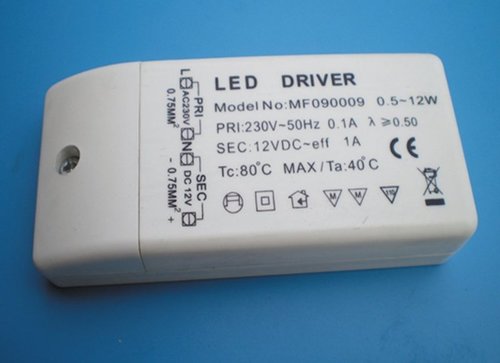 LED DRIVER
Model No:MF090009 0.5~12W
PRI:230V~50Hz 0.1A λ≥0.50
SEC:12VDC~eff 1A
Tc:80°C MAX/Ta:40°C
CE
M M 110
L N
PRI
AC230V
0.75MM²
SEC
DC 12V
- 0.75MM² +